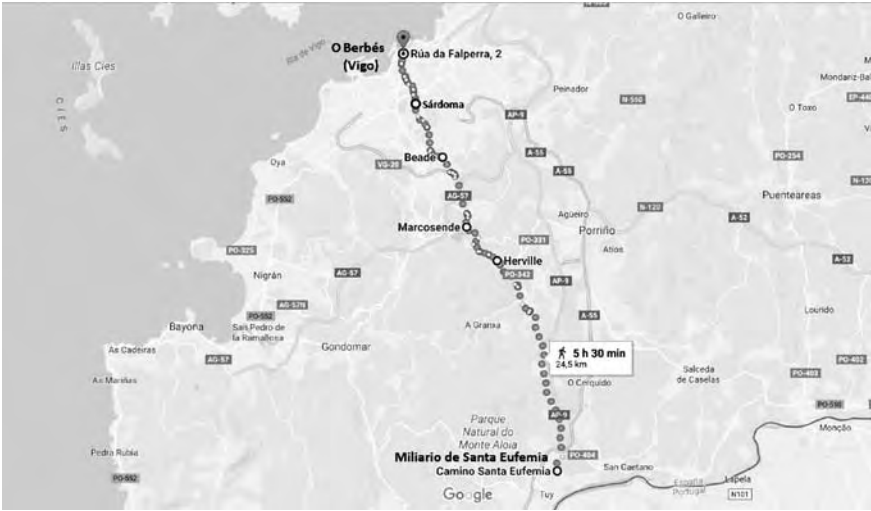 O Galleiro
O Berbés
(Vigo)
Ría de Vigo
Rúa da Falperra, 2
Illas Cíes
CÍES
Mondariz-Bal
Peinador
N-550
EP-440
O Toxo
Sárdoma
AP-9
A-55
Beade
VG-20
Oya
PO-254
A-55
PO-552
AG-57
Puenteareas
N-120
N-120
A-52
Agüeiro
Marcosende
Porriño
PO-331
Atios
PO-325
Herville
A-52
AG-57
PO-342
Nigrán
AP-9
AG-57N
Lourido
PO-552
A-55
Bayona
San Pedro de
la Ramallosa
A Granxa
As Cadeiras
Gondomar
5 h 30 min
24,5 km
AG-57
PO-402
Salceda
de Caselas
PO-403
As Mariñas
O Cerquido
PO-510
AP-9
Parque
Natural do
Monte Aloia
Monção
Pedra Rubia
PO-404
Miliario de Santa Eufemia
Camino Santa Eufemia
San Caetano
PO-552
España
Portugal
Lapela
Google
Tuy
N101